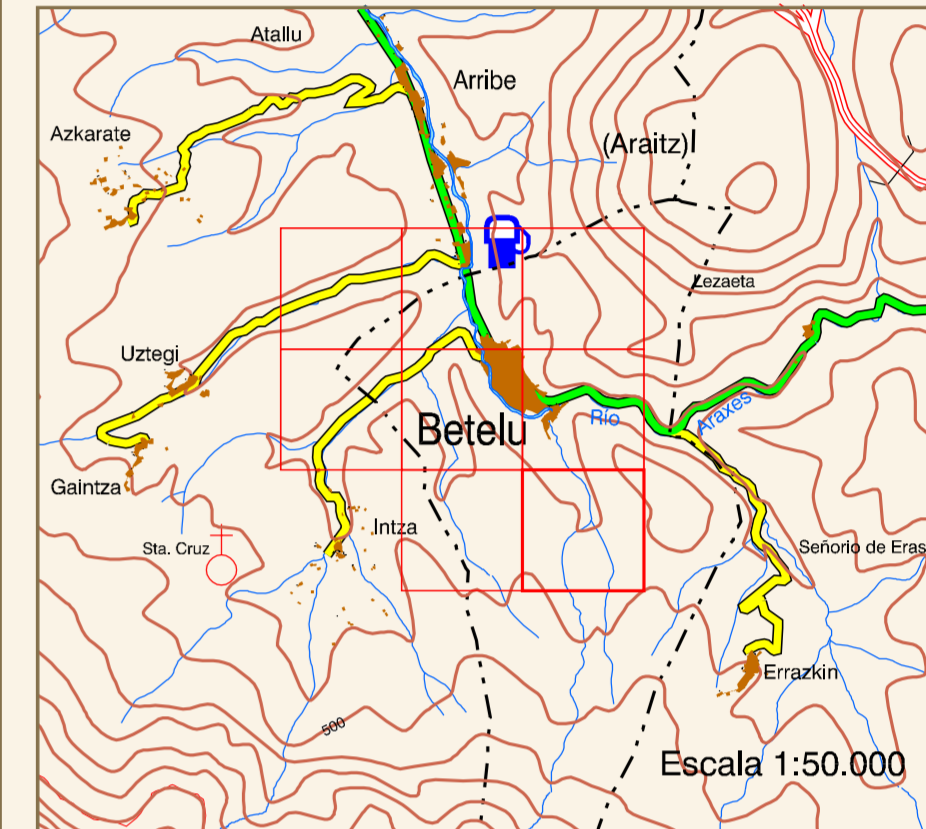 Atallu
Arribe
Azkarate
(Araitz)
Lezaeta
Uztegi
Araxes
Río
Betelu
Gaintza
Intza
Sta. Cruz
Señorio de Eras
Errazkin
500
Escala 1:50.000